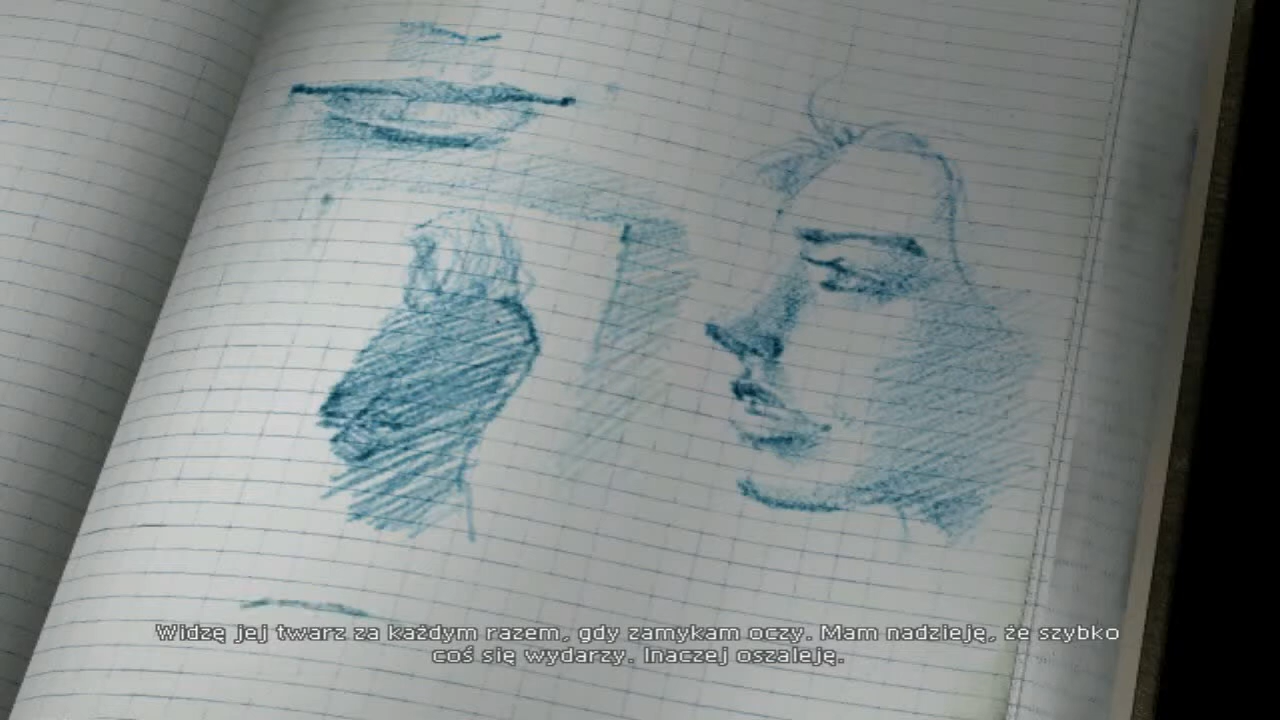 Widzę jej twarz za każdym razem, gdy zamykam oczy. Mam nadzieję, że szybko
coś się wydarzy. Inaczej oszaleję.